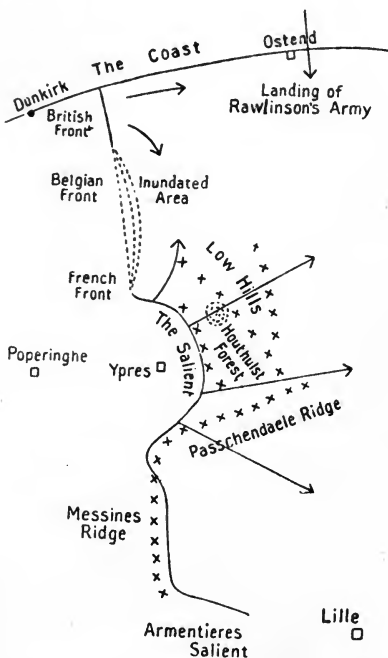 The Coast
Ostend
Dunkirk
Landing of
Rawlinson's Army
British
Front
Belgian
Front
Inundated
Area
French
Front
Low Hills
The Salient
Houthulst
Forest
Poperinghe
Ypres
Passchendaele Ridge
Messines
Ridge
Armentieres
Salient
Lille